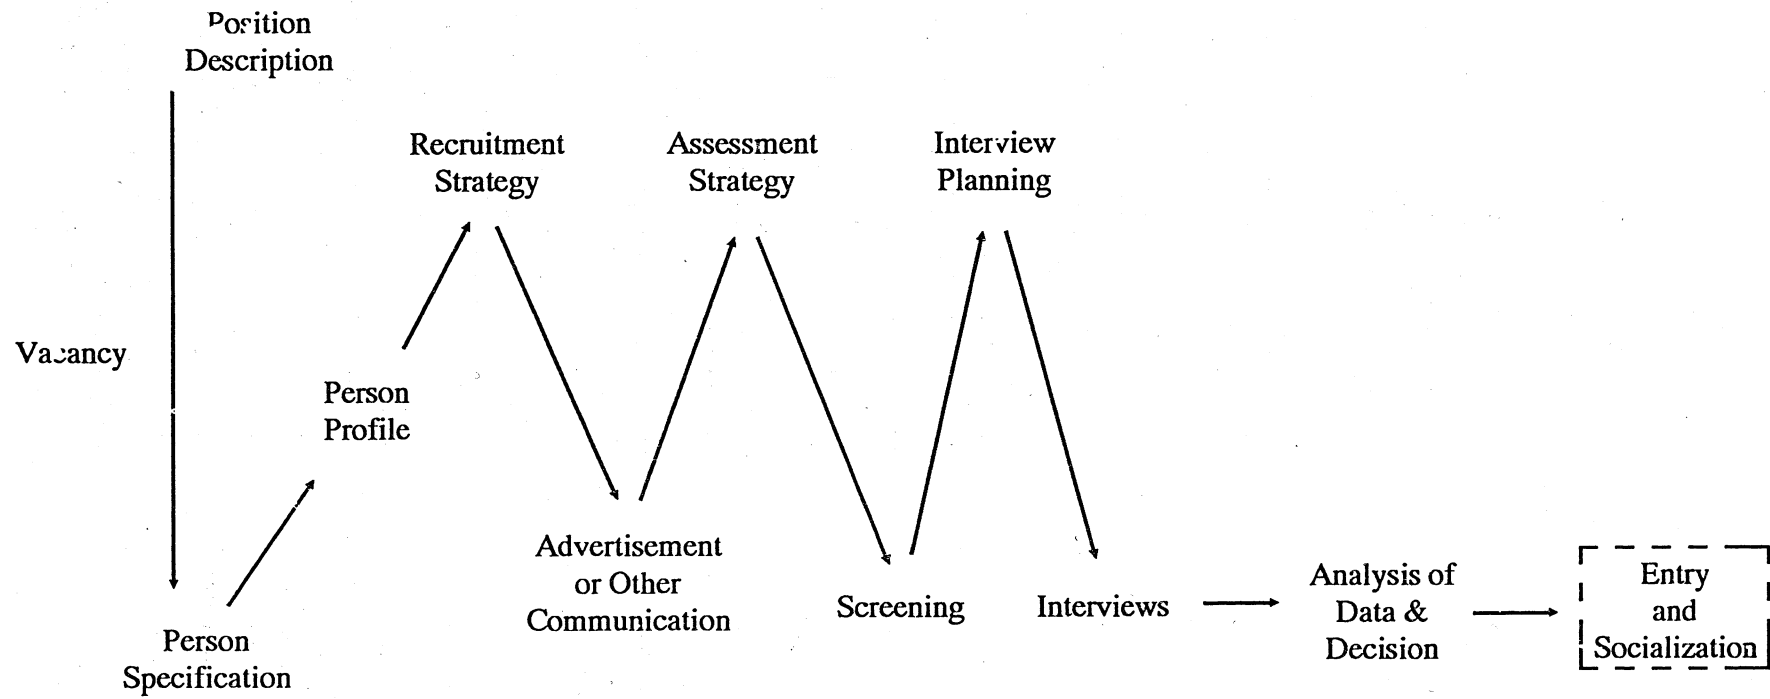 Position
Description
Recruitment
Strategy
Assessment
Strategy
Interview
Planning
Vacancy
Person
Profile
Advertisement
or Other
Communication
Screening
Interviews
Analysis of
Data &
Decision
Entry
and
Socialization
Person
Specification